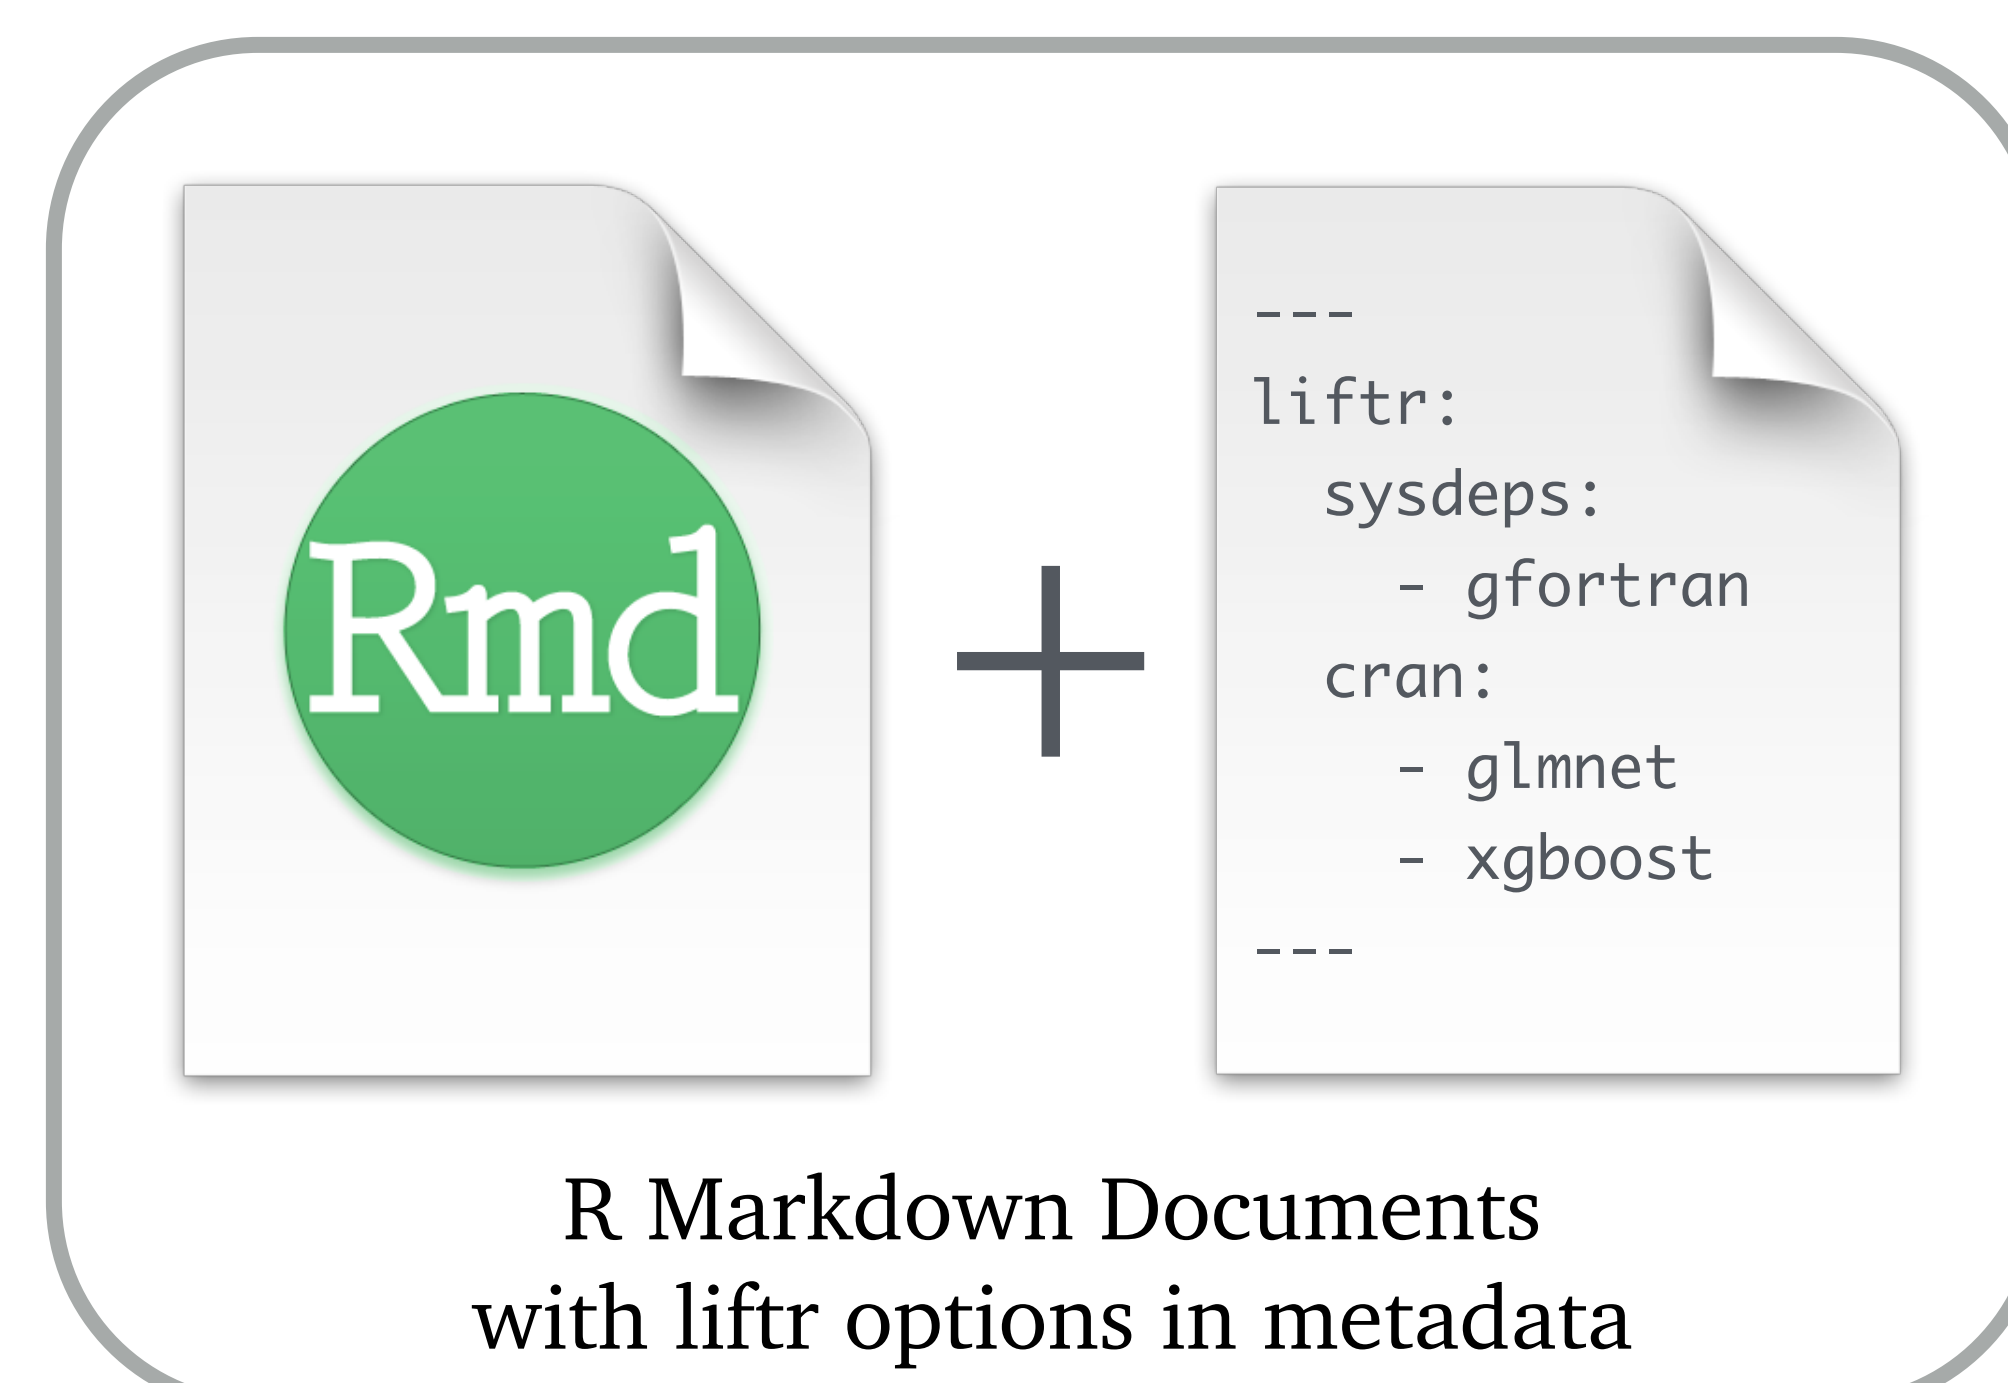 Rmd
+
---
liftr:
  sysdeps:
    - gfortran
  cran:
    - glmnet
    - xgboost
---
R Markdown Documents
with liftr options in metadata